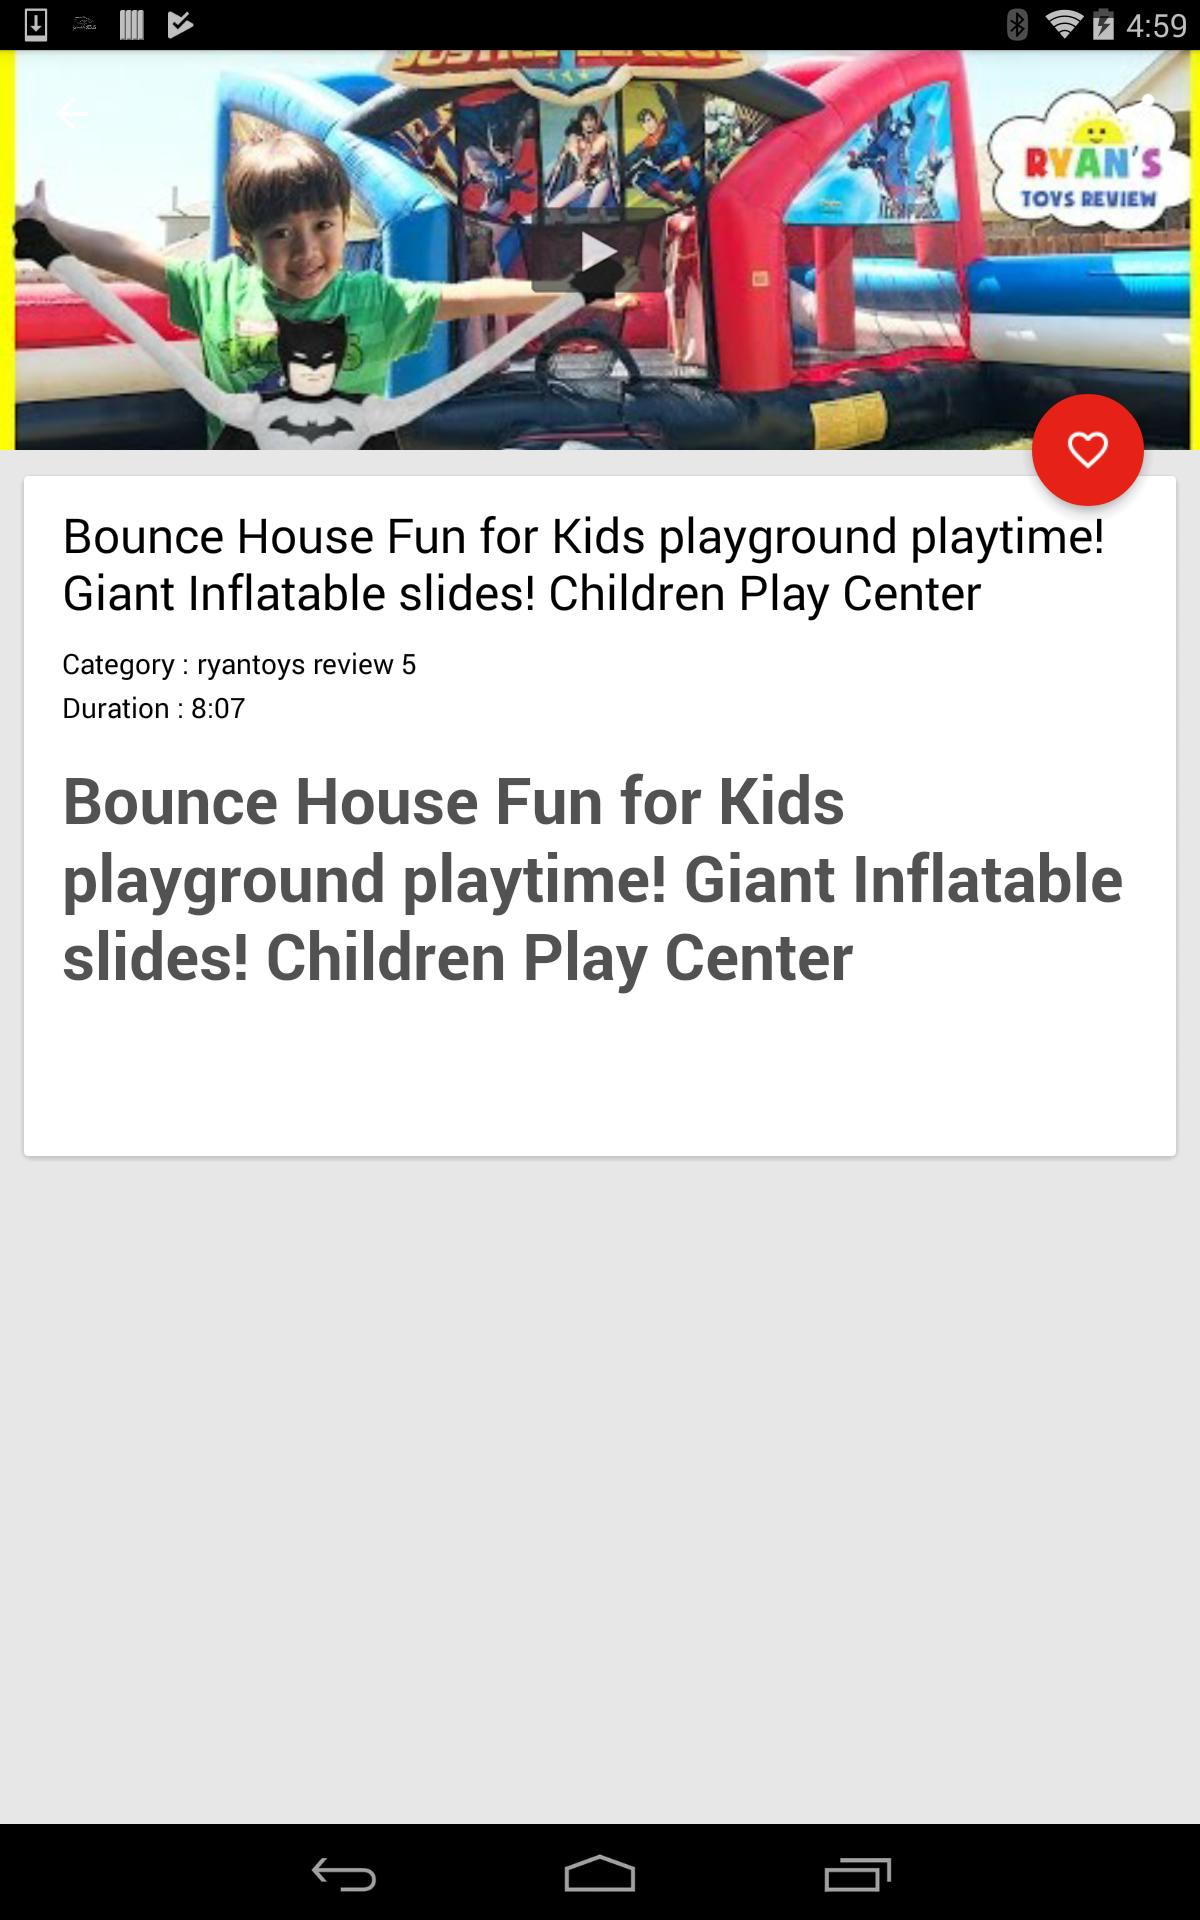 4:59
JUSTICE LEAGUE
RYAN'S
TOYS REVIEW
Bounce House Fun for Kids playground playtime!
Giant Inflatable slides! Children Play Center
Category : ryantoys review 5
Duration : 8:07
Bounce House Fun for Kids
playground playtime! Giant Inflatable
slides! Children Play Center